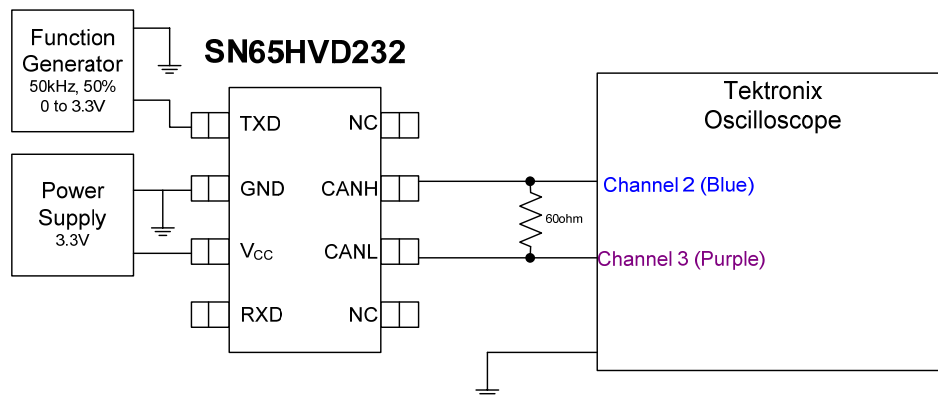 Function
Generator
50kHz, 50%
0 to 3.3V
SN65HVD232
Tektronix
Oscilloscope
TXD
NC
Power
Supply
3.3V
GND
CANH
Channel 2 (Blue)
60ohm
VCC
CANL
Channel 3 (Purple)
RXD
NC